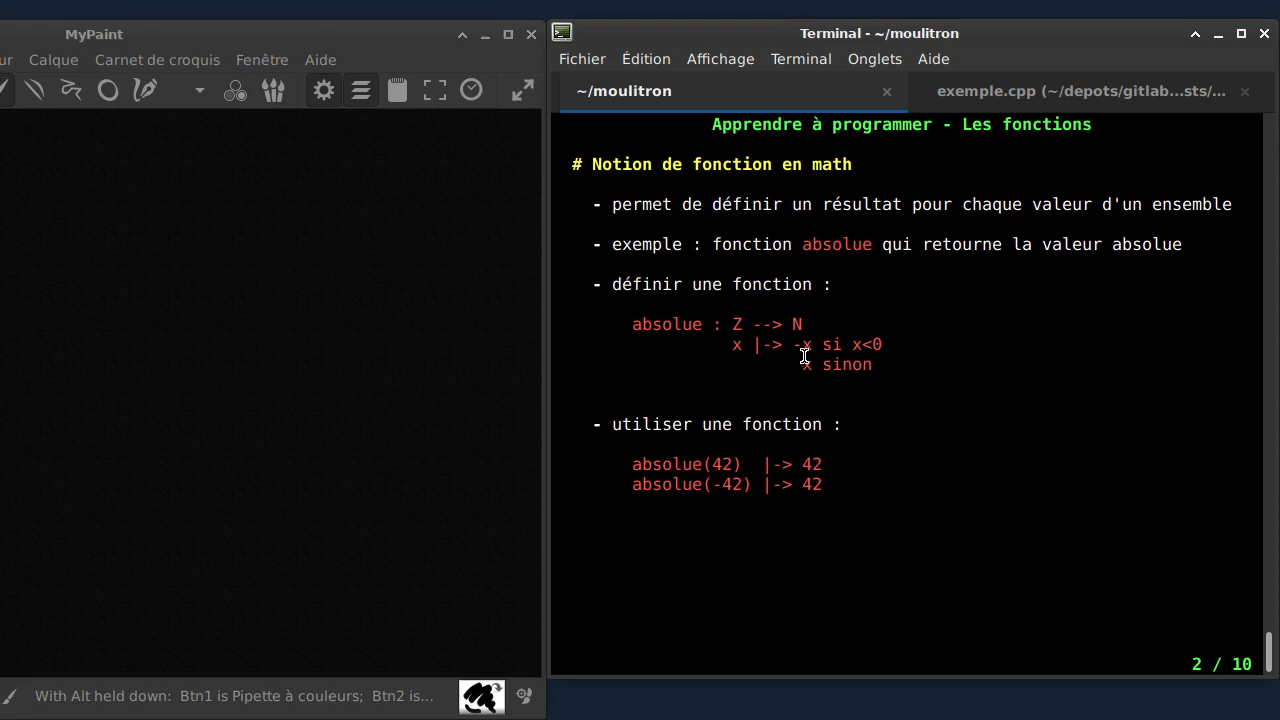 MyPaint
ur Calque Carnet de croquis Fenêtre Aide
With Alt held down: Btn1 is Pipette à couleurs; Btn2 is...
Terminal - ~/moulitron
Fichier Édition Affichage Terminal Onglets Aide
~/moulitron
exemple.cpp (~/depots/gitlab...sts/...
Apprendre à programmer - Les fonctions
# Notion de fonction en math
- permet de définir un résultat pour chaque valeur d'un ensemble
- exemple : fonction absolue qui retourne la valeur absolue
- définir une fonction :
absolue : Z --> N
x |-> -x si x<0
x sinon
- utiliser une fonction :
absolue(42) |-> 42
absolue(-42) |-> 42
2 / 10